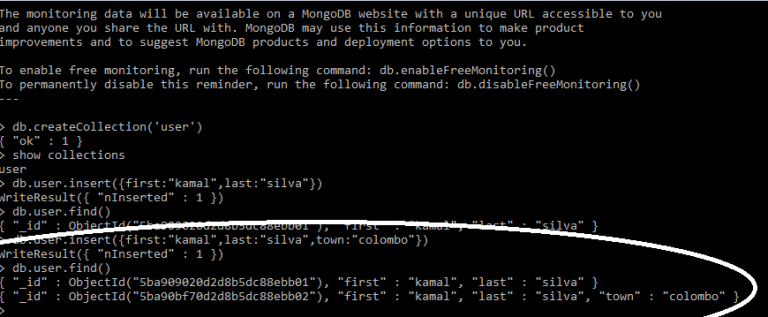 The monitoring data will be available on a MongoDB website with a unique URL accessible to you
and anyone you share the URL with. MongoDB may use this information to make product
improvements and to suggest MongoDB products and deployment options to you.
To enable free monitoring, run the following command: db.enableFreeMonitoring()
To permanently disable this reminder, run the following command: db.disableFreeMonitoring()
---
> db.createCollection('user')
{ "ok" : 1 }
> show collections
user
> db.user.insert({first:"kamal",last:"silva"})
WriteResult({ "nInserted" : 1 })
> db.user.find()
{ "_id" : ObjectId("5ba909020d2d8b5dc88ebb01"), "first" : "kamal", "last" : "silva" }
> db.user.insert({first:"kamal",last:"silva",town:"colombo"})
WriteResult({ "nInserted" : 1 })
> db.user.find()
{ "_id" : ObjectId("5ba909020d2d8b5dc88ebb01"), "first" : "kamal", "last" : "silva" }
{ "_id" : ObjectId("5ba90bf70d2d8b5dc88ebb02"), "first" : "kamal", "last" : "silva", "town" : "colombo" }
>